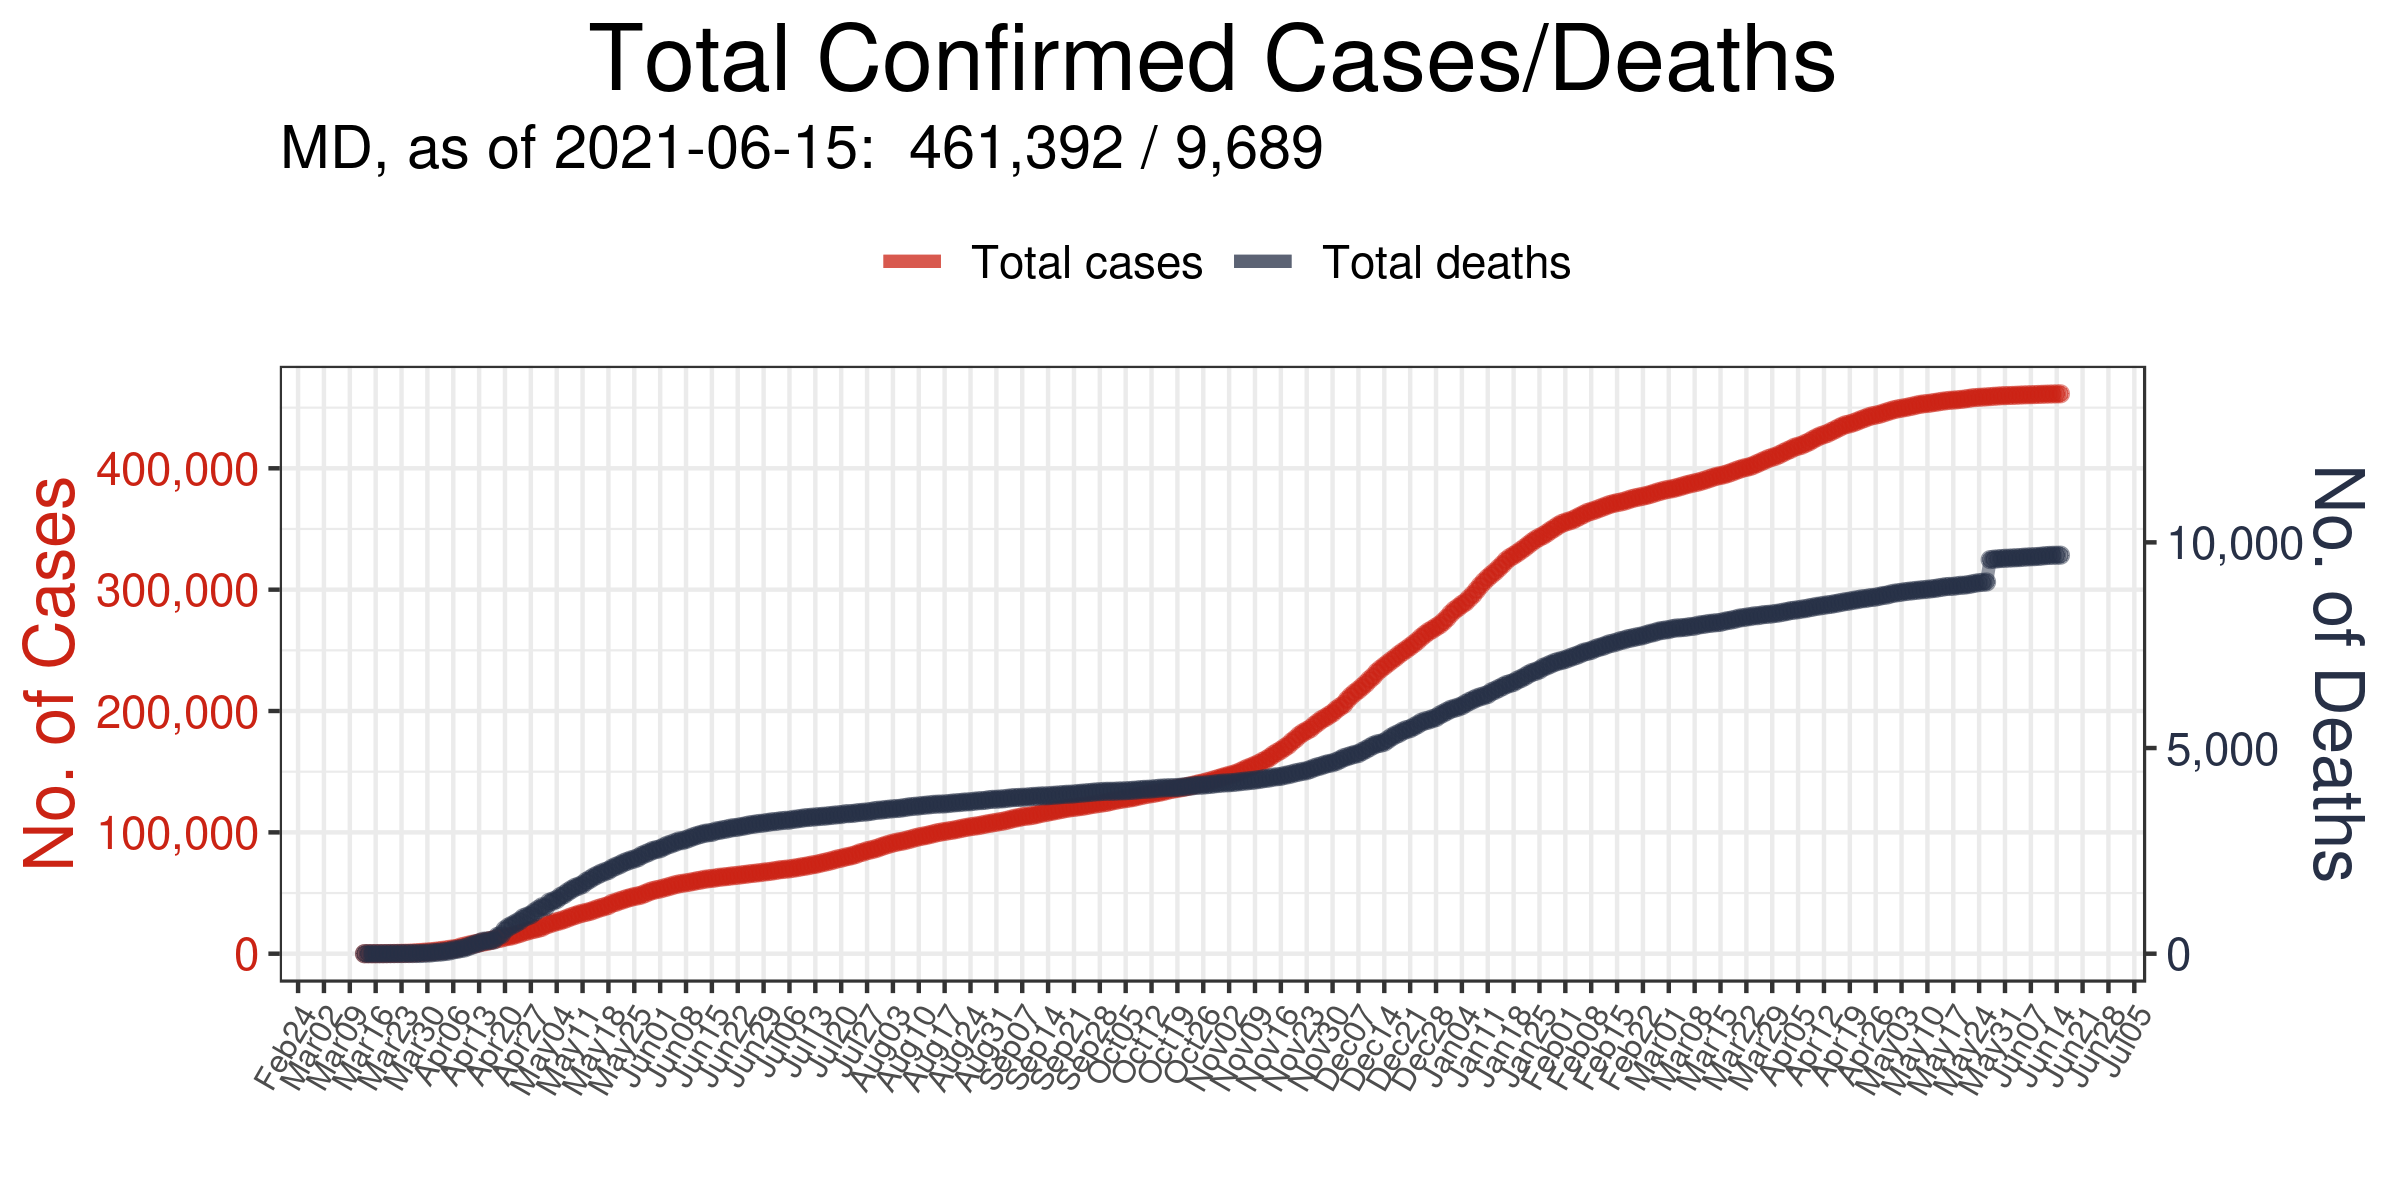 Total Confirmed Cases/Deaths
MD, as of 2021-06-15:  461,392 / 9,689
Total cases
Total deaths
No. of Cases
400,000
300,000
200,000
100,000
0
10,000
5,000
0
No. of Deaths
Feb24
Mar02
Mar09
Mar16
Mar23
Mar30
Apr06
Apr13
Apr20
Apr27
May04
May11
May18
May25
Jun01
Jun08
Jun15
Jun22
Jun29
Jul06
Jul13
Jul20
Jul27
Aug03
Aug10
Aug17
Aug24
Aug31
Sep07
Sep14
Sep21
Sep28
Oct05
Oct12
Oct19
Oct26
Nov02
Nov09
Nov16
Nov23
Nov30
Dec07
Dec14
Dec21
Dec28
Jan04
Jan11
Jan18
Jan25
Feb01
Feb08
Feb15
Feb22
Mar01
Mar08
Mar15
Mar22
Mar29
Apr05
Apr12
Apr19
Apr26
May03
May10
May17
May24
May31
Jun07
Jun14
Jun21
Jun28
Jul05